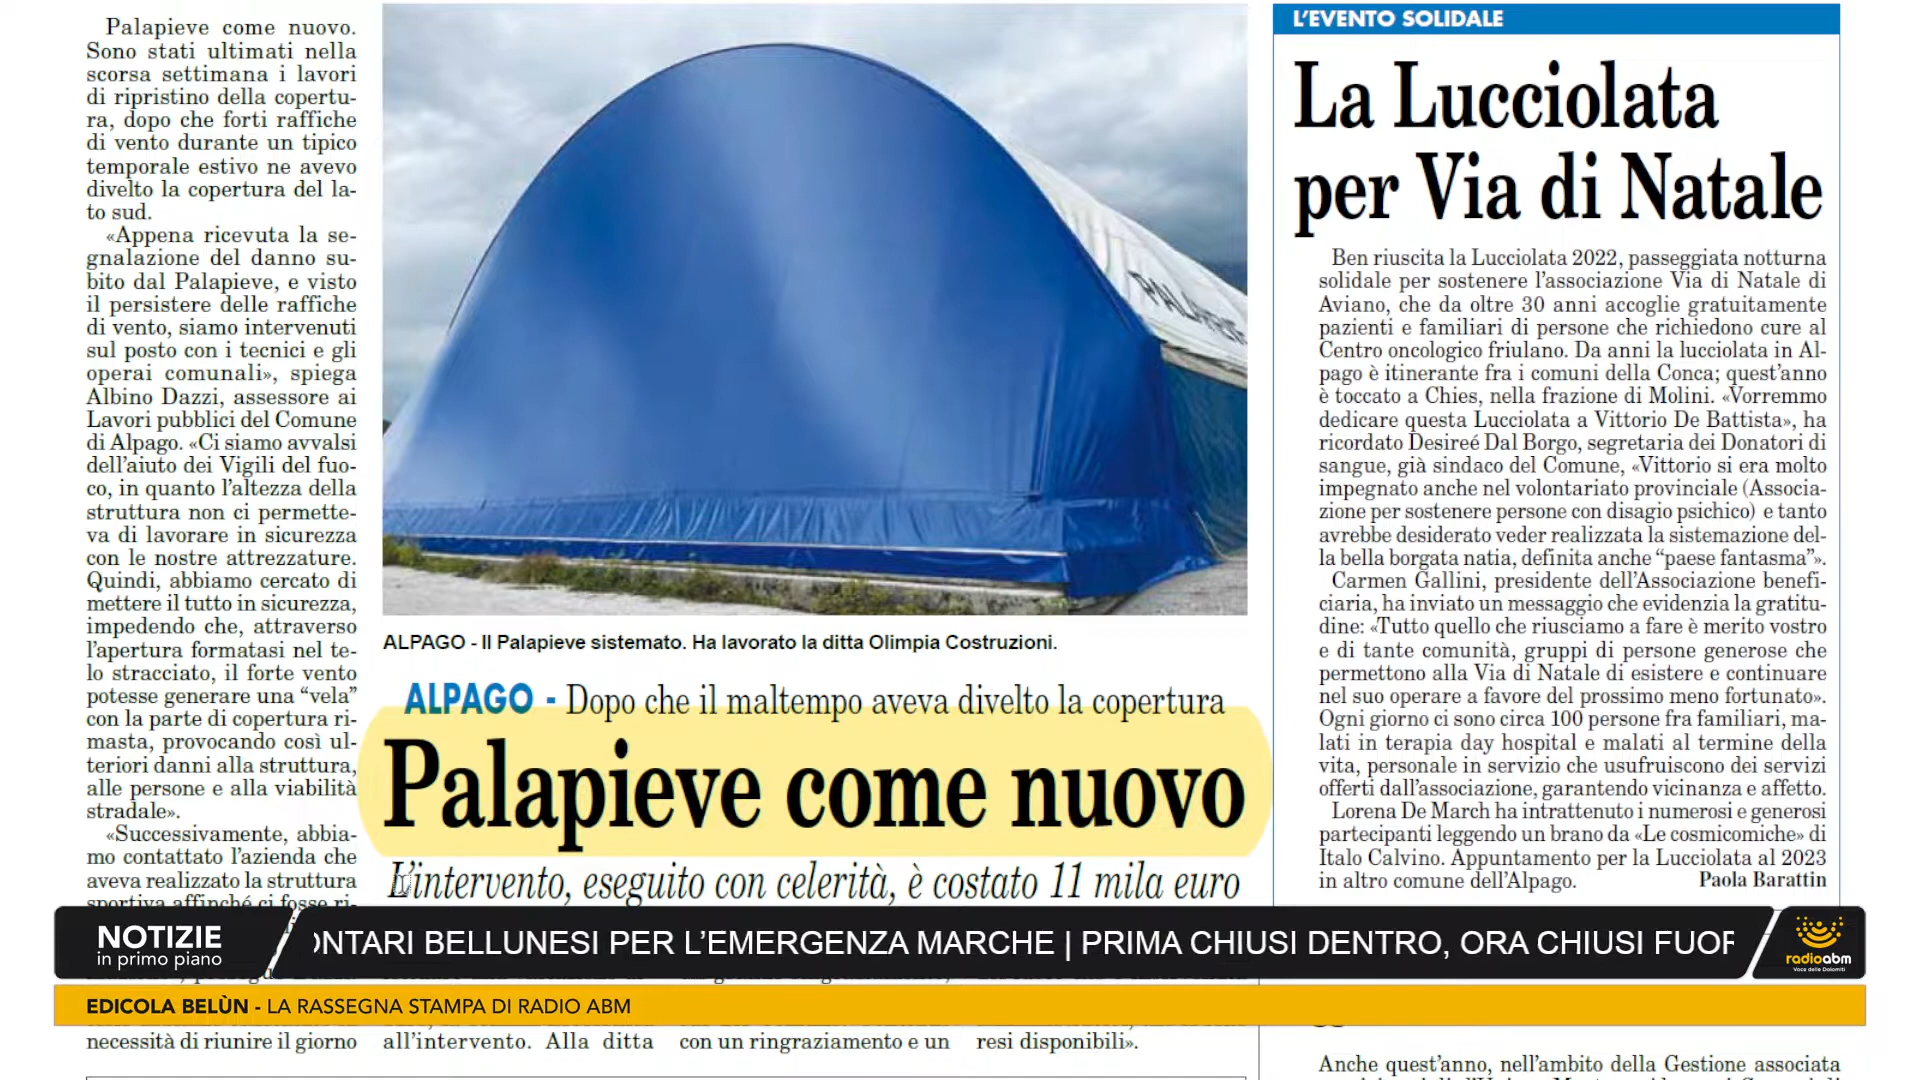 Palapieve come nuovo.
Sono stati ultimati nella
scorsa settimana i lavori
di ripristino della copertu-
ra, dopo che forti raffiche
di vento durante un tipico
temporale estivo ne avevo
divelto la copertura del la-
to sud.
«Appena ricevuta la se-
gnalazione del danno su-
bito dal Palapieve, e visto
il persistere delle raffiche
di vento, siamo intervenuti
sul posto con i tecnici e gli
operai comunali», spiega
Albino Dazzi, assessore ai
Lavori pubblici del Comune
di Alpago. «Ci siamo avvalsi
dell'aiuto dei Vigili del fuo-
co, in quanto l'altezza della
struttura non ci permette-
va di lavorare in sicurezza
con le nostre attrezzature.
Quindi, abbiamo cercato di
mettere il tutto in sicurezza,
impedendo che, attraverso
l'apertura formatasi nel te-
lo stracciato, il forte vento
potesse generare una “vela”
con la parte di copertura ri-
masta, provocando così ul-
teriori danni alla struttura,
alle persone e alla viabilità
stradale».
«Successivamente, abbia-
mo contattato l'azienda che
aveva realizzato la struttura
sportiva affinché ci fosse ri-
necessità di riunire il giorno
PALAPIEVE
ALPAGO - Il Palapieve sistemato. Ha lavorato la ditta Olimpia Costruzioni.
ALPAGO - Dopo che il maltempo aveva divelto la copertura
Palapieve come nuovo
L'intervento, eseguito con celerità, è costato 11 mila euro
all'intervento. Alla ditta
con un ringraziamento e un
resi disponibili».
L'EVENTO SOLIDALE
La Lucciolata
per Via di Natale
Ben riuscita la Lucciolata 2022, passeggiata notturna
solidale per sostenere l'associazione Via di Natale di
Aviano, che da oltre 30 anni accoglie gratuitamente
pazienti e familiari di persone che richiedono cure al
Centro oncologico friulano. Da anni la lucciolata in Al-
pago è itinerante fra i comuni della Conca; quest'anno
è toccato a Chies, nella frazione di Molini. «Vorremmo
dedicare questa Lucciolata a Vittorio De Battista», ha
ricordato Desireé Dal Borgo, segretaria dei Donatori di
sangue, già sindaco del Comune, «Vittorio si era molto
impegnato anche nel volontariato provinciale (Associa-
zione per sostenere persone con disagio psichico) e tanto
avrebbe desiderato veder realizzata la sistemazione del-
la bella borgata natia, definita anche “paese fantasma”».
Carmen Gallini, presidente dell'Associazione benefi-
ciaria, ha inviato un messaggio che evidenzia la gratitu-
dine: «Tutto quello che riusciamo a fare è merito vostro
e di tante comunità, gruppi di persone generose che
permettono alla Via di Natale di esistere e continuare
nel suo operare a favore del prossimo meno fortunato».
Ogni giorno ci sono circa 100 persone fra familiari, ma-
lati in terapia day hospital e malati al termine della
vita, personale in servizio che usufruiscono dei servizi
offerti dall'associazione, garantendo vicinanza e affetto.
Lorena De March ha intrattenuto i numerosi e generosi
partecipanti leggendo un brano da «Le cosmicomiche» di
Italo Calvino. Appuntamento per la Lucciolata al 2023
in altro comune dell'Alpago. Paola Barattin
Anche quest'anno, nell'ambito della Gestione associata
NOTIZIE
in primo piano
ONTARI BELLUNESI PER L'EMERGENZA MARCHE | PRIMA CHIUSI DENTRO, ORA CHIUSI FUOR
radioabm
Voce delle Dolomiti
EDICOLA BELÙN - LA RASSEGNA STAMPA DI RADIO ABM